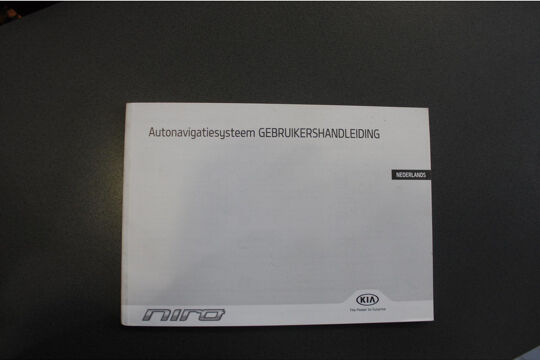 Autonavigatiesysteem GEBRUIKERSHANDLEIDING
NEDERLANDS
niro
KIA
The Power to Surprise